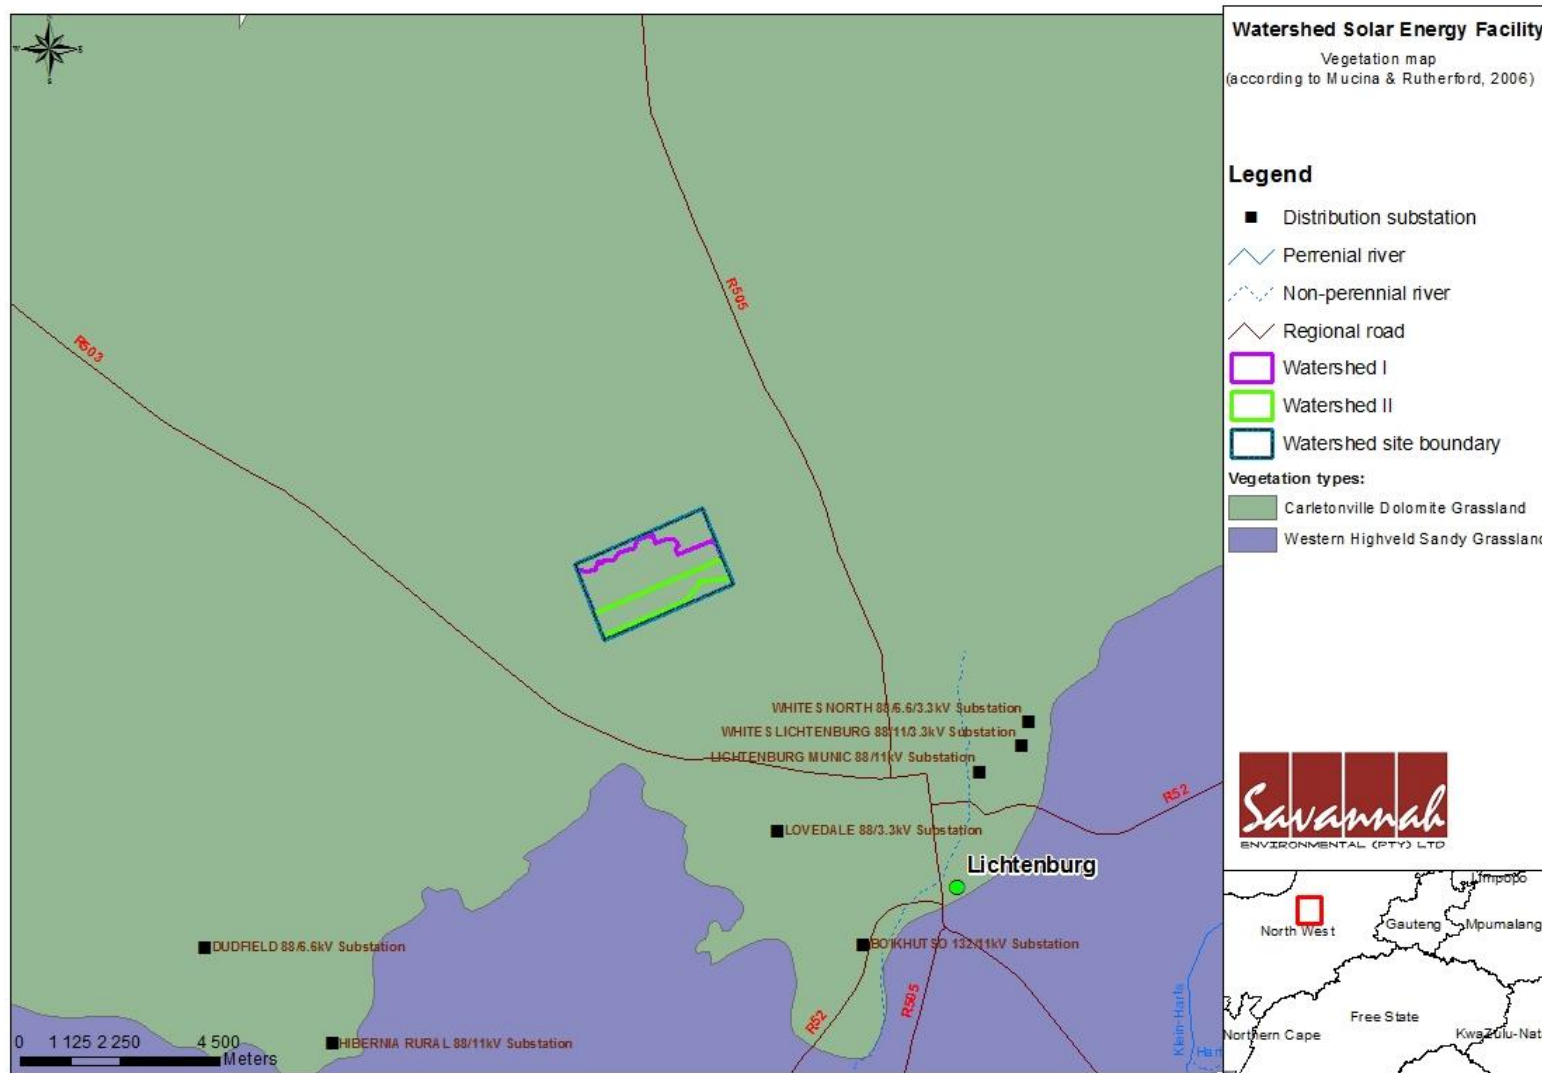 N
W
E
S
Watershed Solar Energy Facility
Vegetation map
(according to Mucina & Rutherford, 2006)
Legend
Distribution substation
Perrenial river
Non-perennial river
Regional road
Watershed I
Watershed II
Watershed site boundary
Vegetation types:
Carletonville Dolomite Grassland
Western Highveld Sandy Grassland
R505
R503
WHITES NORTH 88/6.6/3.3kV Substation
WHITES LICHTENBURG 88/11/3.3kV Substation
LICHTENBURG MUNIC 88/11kV Substation
R52
LOVEDALE 88/3.3kV Substation
Lichtenburg
DUDFIELD 88/6.6kV Substation
BOIKHUTSO 132/11kV Substation
R52
R505
HIBERNIA RURAL 88/11kV Substation
0 1 125 2 250 4 500
Meters
Klein-Harts
Savannah
ENVIRONMENTAL (PTY) LTD
Limpopo
North West
Gauteng
Mpumalang
Free State
Northern Cape
KwaZulu-Nat